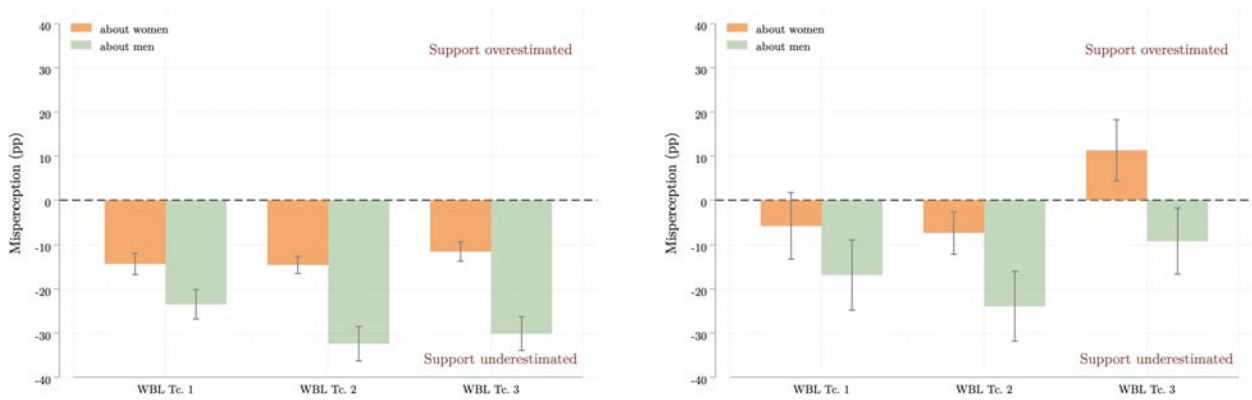 about women
about men
Support overestimated
Misperception (pp)
40
30
20
10
0
-10
-20
-30
-40
Support underestimated
WBL Tc. 1
WBL Tc. 2
WBL Tc. 3
about women
about men
Support overestimated
Misperception (pp)
40
30
20
10
0
-10
-20
-30
-40
Support underestimated
WBL Tc. 1
WBL Tc. 2
WBL Tc. 3